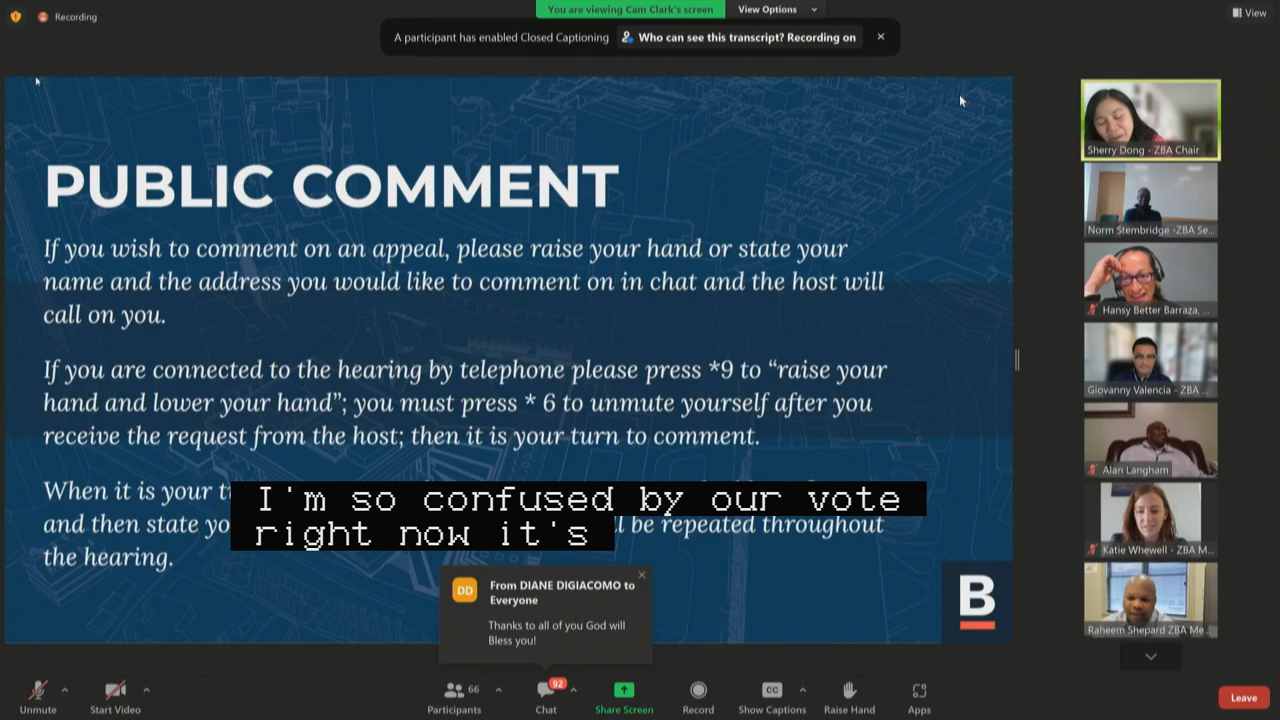 Recording
You are viewing Cam Clark's screen
View Options
View
A participant has enabled Closed Captioning
Who can see this transcript? Recording on
PUBLIC COMMENT
If you wish to comment on an appeal, please raise your hand or state your
name and the address you would like to comment on in chat and the host will
call on you.
If you are connected to the hearing by telephone please press *9 to “raise your
hand and lower your hand”; you must press * 6 to unmute yourself after you
receive the request from the host; then it is your turn to comment.
When it is your
and then state be repeated throughout
the hearing.
I'm so confused by our vote
right now it's
B
DD
From DIANE DIGIACOMO to
Everyone
Thanks to all of you God will
Bless you!
Sherry Dong - ZBA Chair
Norm Stembridge -ZBA Se...
Hansy Better Barraza, ...
Giovanny Valencia - ZBA ...
Alan Langham
Katie Whewell - ZBA M...
Raheem Shepard ZBA Me...
Unmute
Start Video
66
Participants
92
Chat
Share Screen
Record
CC
Show Captions
Raise Hand
Apps
Leave